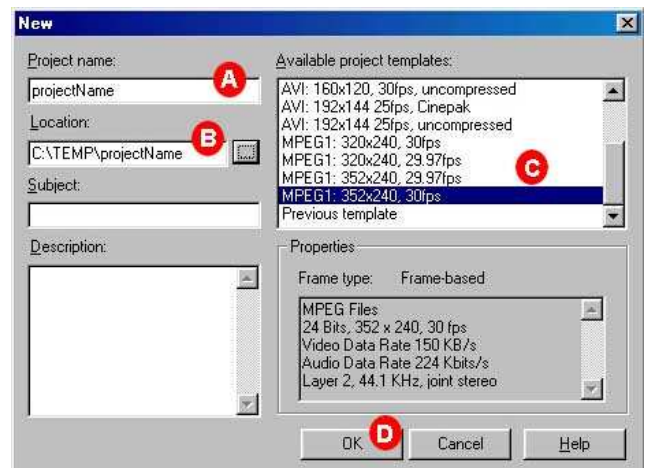 New
Project name:
A
projectName
Location:
B
C:\TEMP\projectName
Subject:
Description:
Available project templates:
AVI: 160x120, 30fps, uncompressed
AVI: 192x144 25fps, Cinepak
AVI: 192x144 25fps, uncompressed
MPEG1: 320x240, 30fps
MPEG1: 320x240, 29.97fps
MPEG1: 352x240, 29.97fps
C
MPEG1: 352x240, 30fps
Previous template
Properties
Frame type: Frame-based
MPEG Files
24 Bits, 352 x 240, 30 fps
Video Data Rate 150 KB/s
Audio Data Rate 224 Kbits/s
Layer 2, 44.1 KHz, joint stereo
OK
D
Cancel
Help